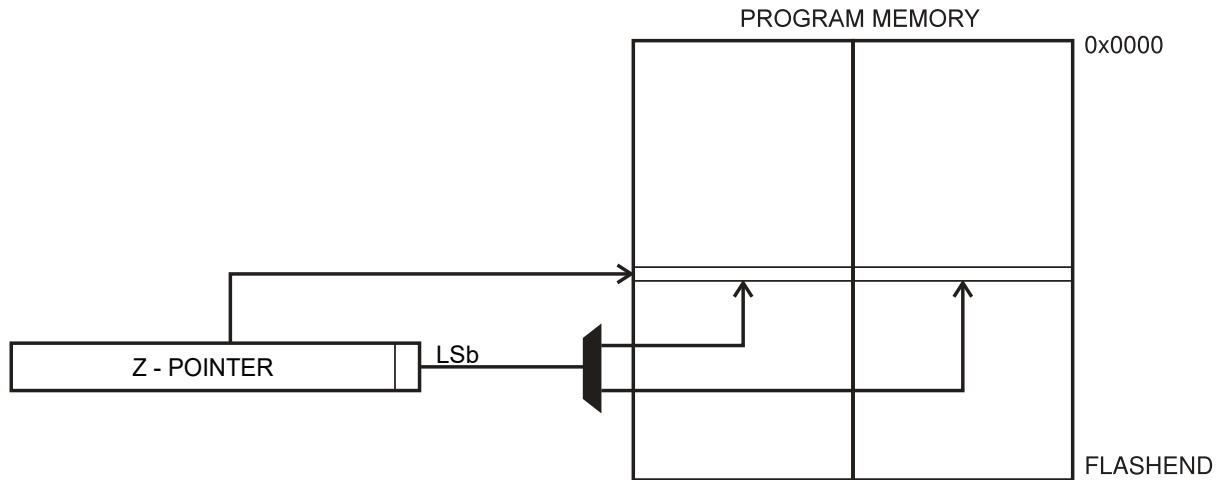 PROGRAM MEMORY
0x0000
LSb
Z - POINTER
FLASHEND